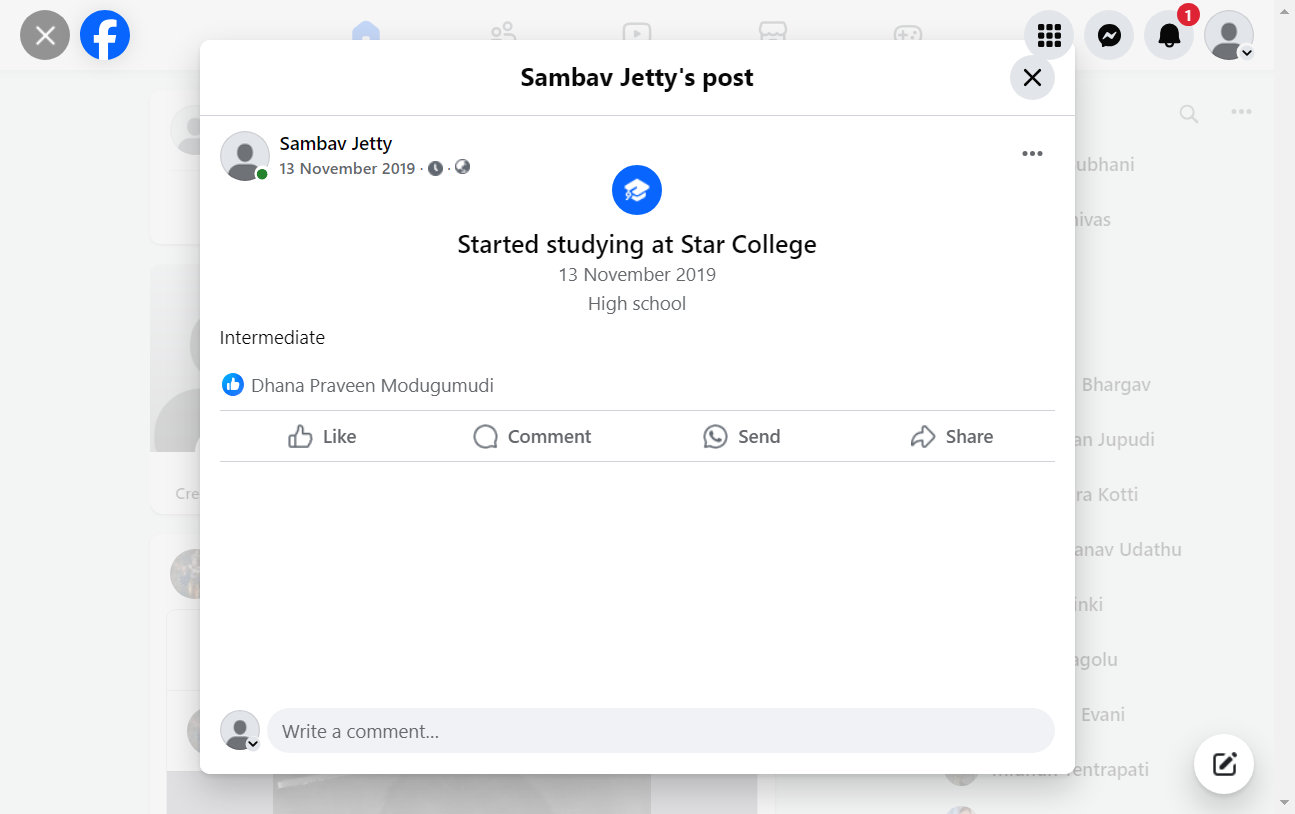 1
Sambav Jetty's post
Sambav Jetty
13 November 2019 · ·
Started studying at Star College
13 November 2019
High school
Intermediate
Dhana Praveen Modugumudi
Like
Comment
Send
Share
Write a comment...
ubhani
ivas
Bhargav
an Jupudi
ra Kotti
anav Udathu
inki
agolu
Evani
entrapati
Cre